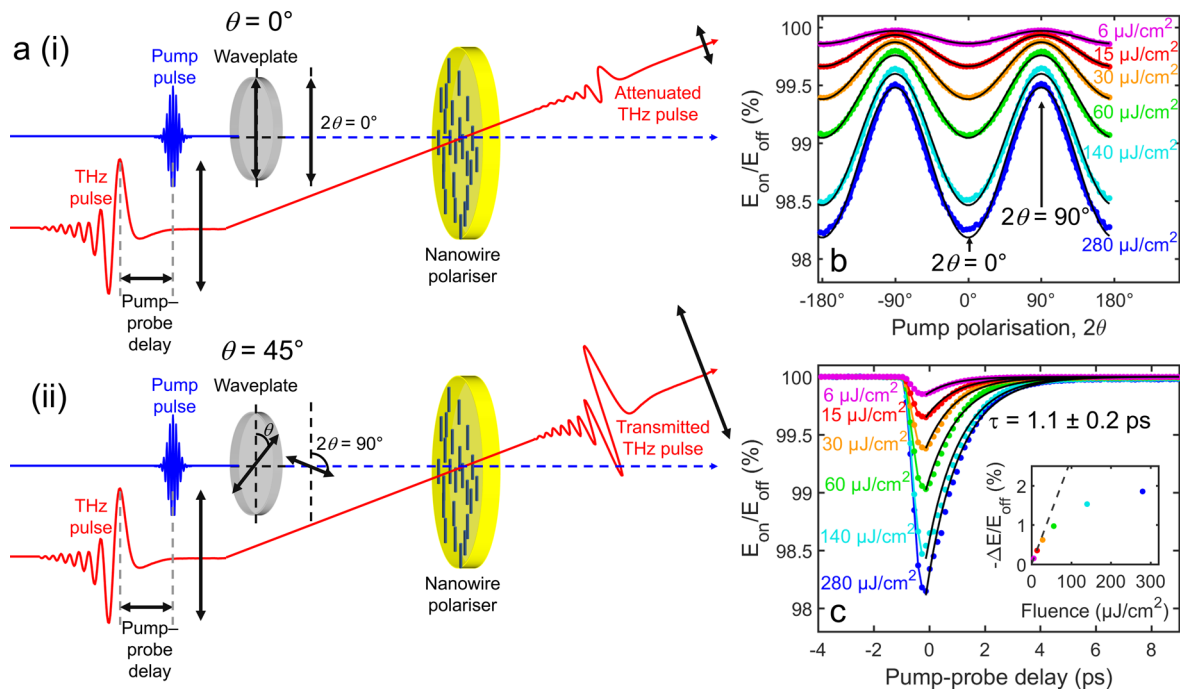 a (i)
θ = 0°
Waveplate
Pump
pulse
2θ = 0°
THz
pulse
Attenuated
THz pulse
Pump–
probe
delay
Nanowire
polariser
(ii)
θ = 45°
Waveplate
Pump
pulse
θ
2θ = 90°
THz
pulse
Transmitted
THz pulse
Pump–
probe
delay
Nanowire
polariser
100
99.5
99
98.5
98
E_on/E_off (%)
6 µJ/cm²
15 µJ/cm²
30 µJ/cm²
60 µJ/cm²
140 µJ/cm²
280 µJ/cm²
2θ = 90°
2θ = 0°
b
-180° -90° 0° 90° 180°
Pump polarisation, 2θ
100
99.5
99
98.5
98
E_on/E_off (%)
6 µJ/cm²
15 µJ/cm²
30 µJ/cm²
60 µJ/cm²
140 µJ/cm²
280 µJ/cm²
τ = 1.1 ± 0.2 ps
-ΔE/E_off (%)
2
1
0
0 100 200 300
Fluence (µJ/cm²)
c
-4 -2 0 2 4 6 8
Pump-probe delay (ps)